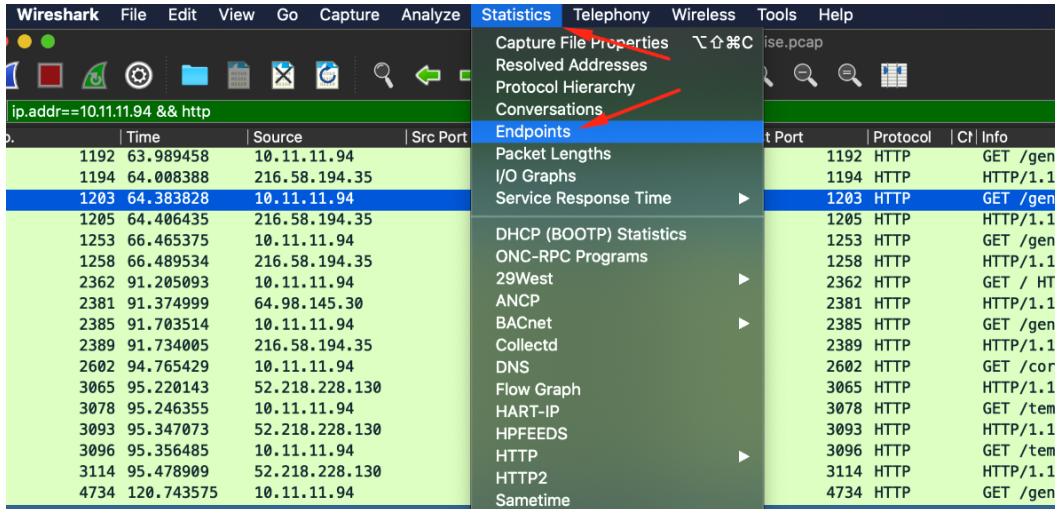 Wireshark File Edit View Go Capture Analyze Statistics Telephony Wireless Tools Help
Capture File Properties ⌥⇧⌘C
ise.pcap
Resolved Addresses
Protocol Hierarchy
Conversations
Endpoints
Packet Lengths
I/O Graphs
Service Response Time ▶
DHCP (BOOTP) Statistics
ONC-RPC Programs
29West ▶
ANCP
BACnet ▶
Collectd
DNS
Flow Graph
HART-IP
HPFEEDS
HTTP ▶
HTTP2
Sametime
ip.addr==10.11.11.94 && http
Time Source Src Port t Port Protocol Info
1192 63.989458 10.11.11.94 1192 HTTP GET /gen
1194 64.008388 216.58.194.35 1194 HTTP HTTP/1.1
1203 64.383828 10.11.11.94 1203 HTTP GET /gen
1205 64.406435 216.58.194.35 1205 HTTP HTTP/1.1
1253 66.465375 10.11.11.94 1253 HTTP GET /gen
1258 66.489534 216.58.194.35 1258 HTTP HTTP/1.1
2362 91.205093 10.11.11.94 2362 HTTP GET / HT
2381 91.374999 64.98.145.30 2381 HTTP HTTP/1.1
2385 91.703514 10.11.11.94 2385 HTTP GET /gen
2389 91.734005 216.58.194.35 2389 HTTP HTTP/1.1
2602 94.765429 10.11.11.94 2602 HTTP GET /cor
3065 95.220143 52.218.228.130 3065 HTTP HTTP/1.1
3078 95.246355 10.11.11.94 3078 HTTP GET /tem
3093 95.347073 52.218.228.130 3093 HTTP HTTP/1.1
3096 95.356485 10.11.11.94 3096 HTTP GET /tem
3114 95.478909 52.218.228.130 3114 HTTP HTTP/1.1
4734 120.743575 10.11.11.94 4734 HTTP GET /gen